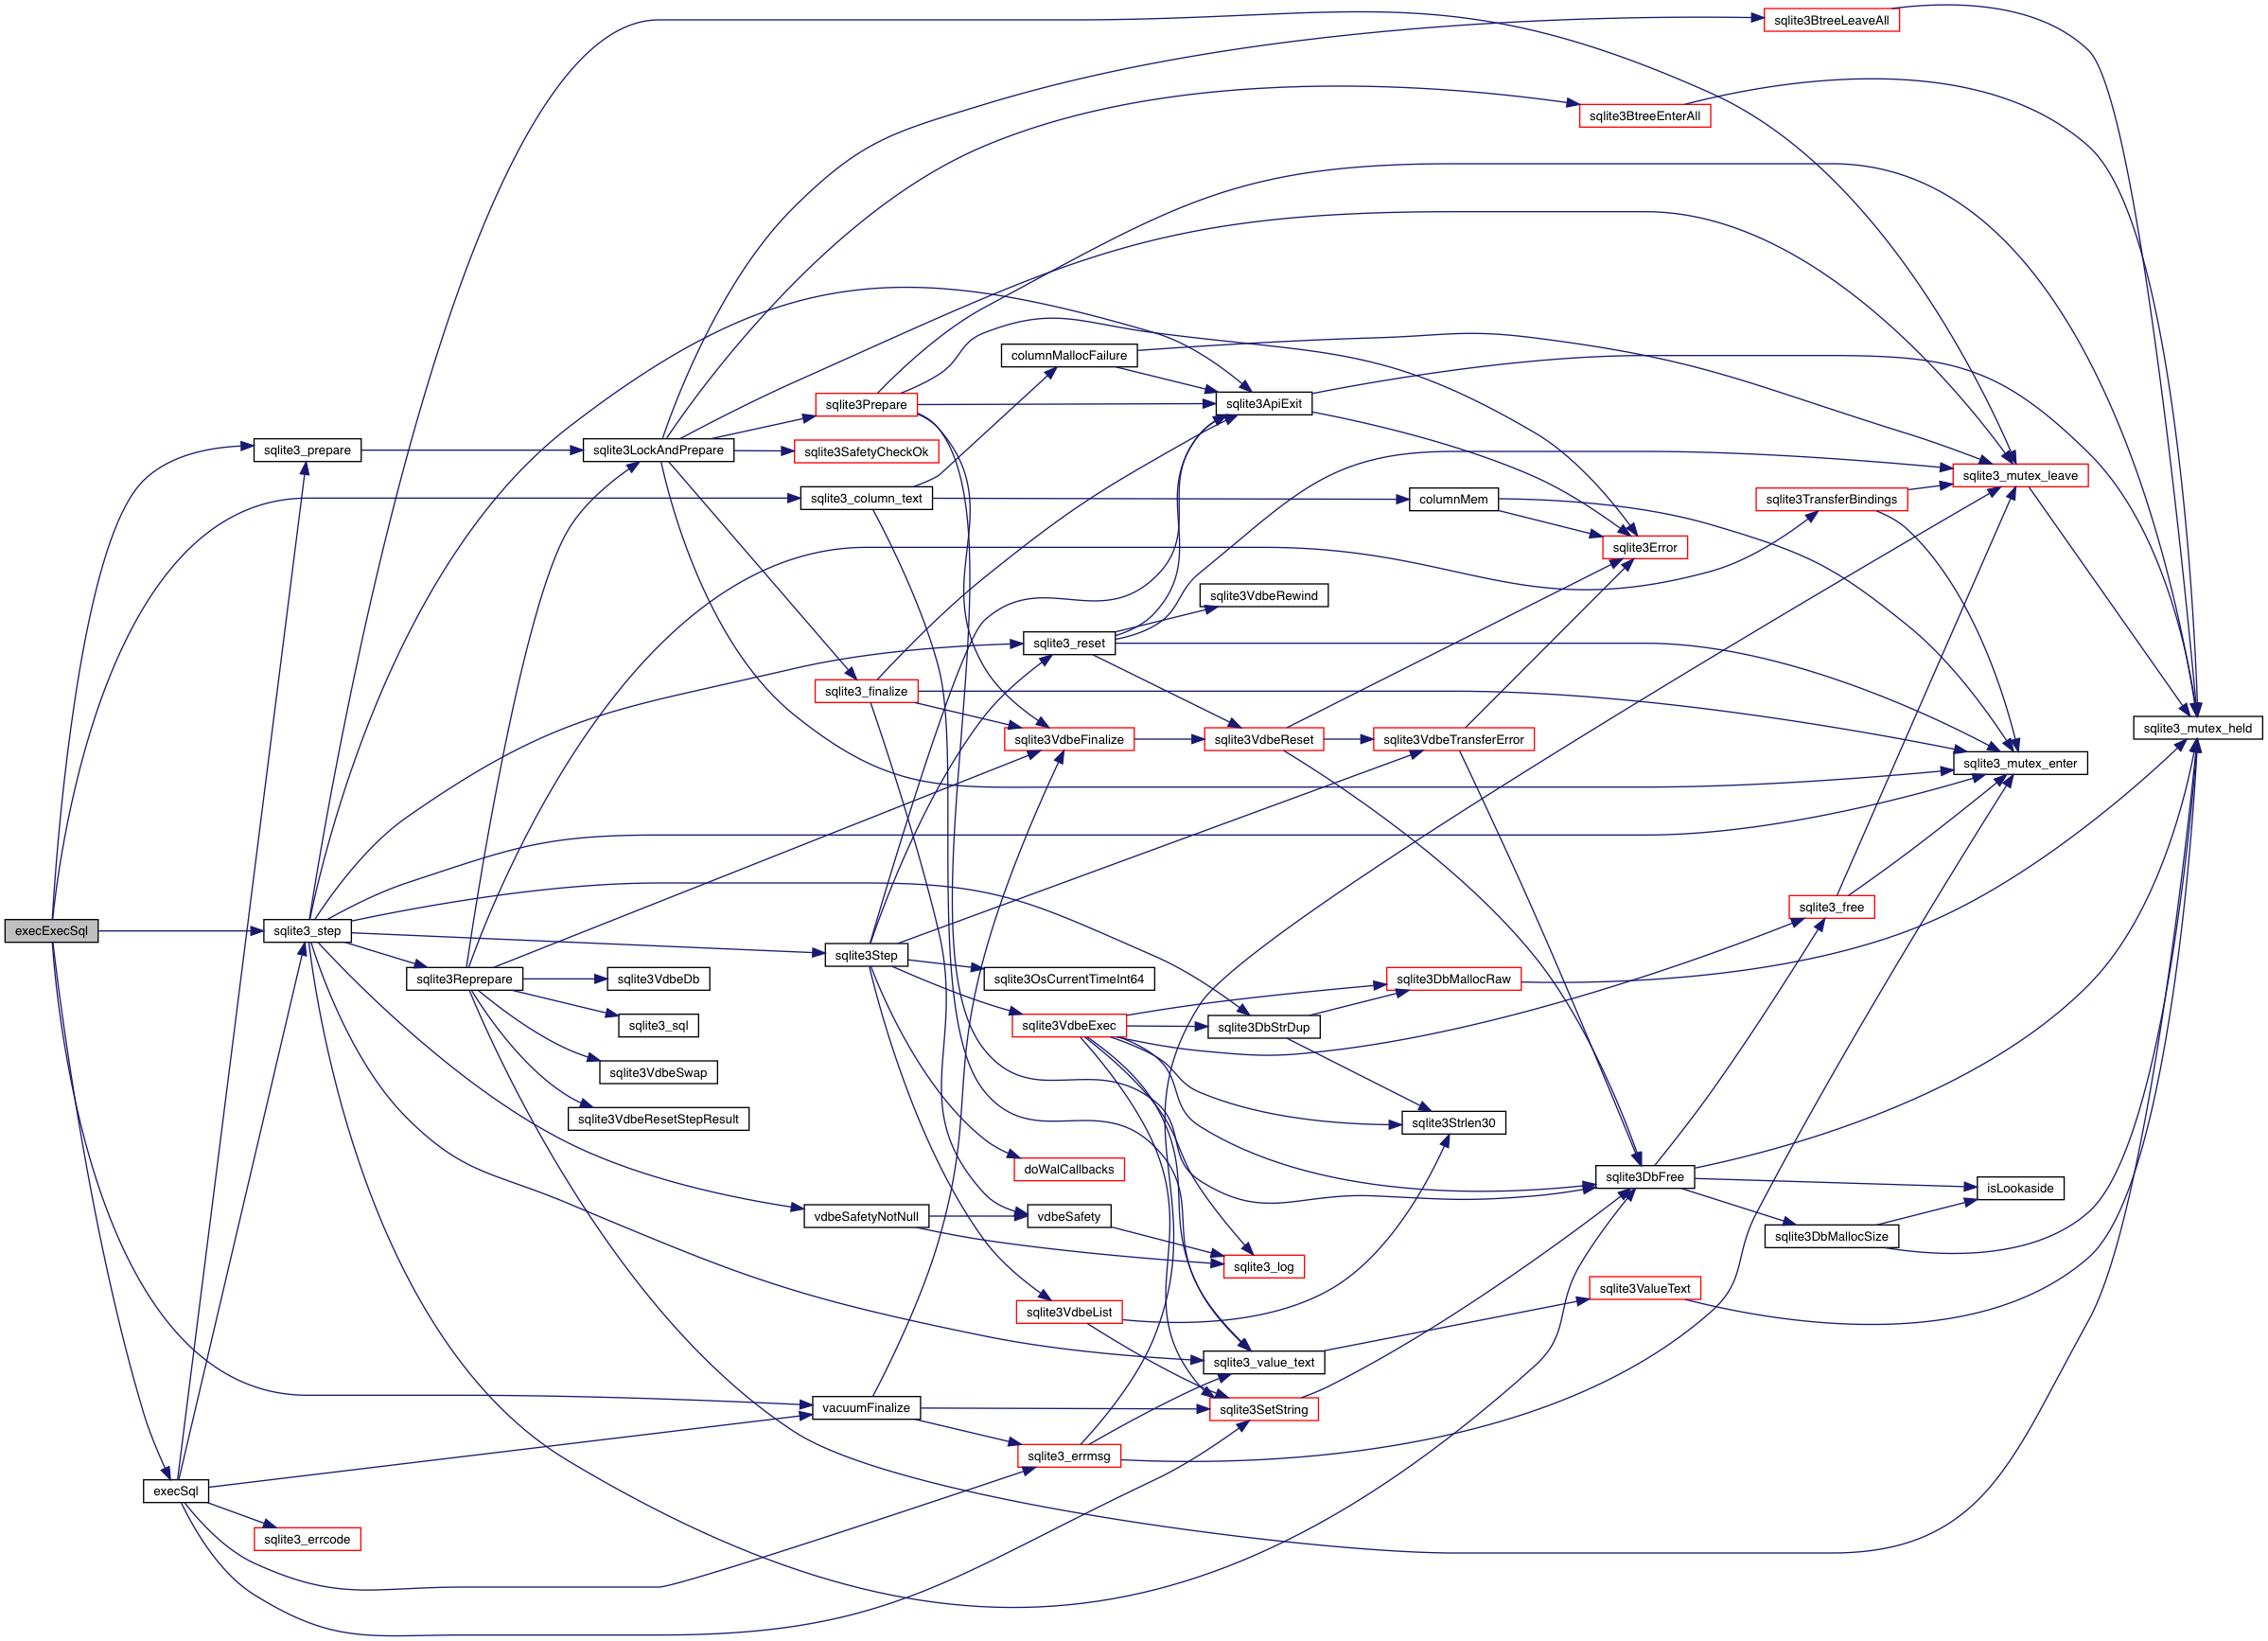 sqlite3BtreeLeaveAll
sqlite3BtreeEnterAll
columnMallocFailure
sqlite3Prepare
sqlite3ApiExit
sqlite3_prepare
sqlite3LockAndPrepare
sqlite3SafetyCheckOk
sqlite3_mutex_leave
sqlite3_column_text
columnMem
sqlite3TransferBindings
sqlite3Error
sqlite3VdbeRewind
sqlite3_reset
sqlite3_finalize
sqlite3_mutex_held
sqlite3VdbeFinalize
sqlite3VdbeReset
sqlite3VdbeTransferError
sqlite3_mutex_enter
sqlite3_free
execExecSql
sqlite3_step
sqlite3Step
sqlite3Reprepare
sqlite3VdbeDb
sqlite3OsCurrentTimeInt64
sqlite3DbMallocRaw
sqlite3_sql
sqlite3VdbeExec
sqlite3DbStrDup
sqlite3VdbeSwap
sqlite3VdbeResetStepResult
sqlite3Strlen30
doWalCallbacks
sqlite3DbFree
isLookaside
vdbeSafetyNotNull
vdbeSafety
sqlite3DbMallocSize
sqlite3_log
sqlite3ValueText
sqlite3VdbeList
sqlite3_value_text
vacuumFinalize
sqlite3SetString
sqlite3_errmsg
execSql
sqlite3_errcode